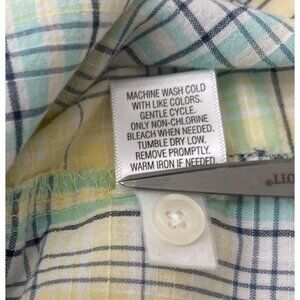 MACHINE WASH COLD
WITH LIKE COLORS.
GENTLE CYCLE.
ONLY NON-CHLORINE
BLEACH WHEN NEEDED.
TUMBLE DRY LOW.
REMOVE PROMPTLY.
WARM IRON IF NEEDED